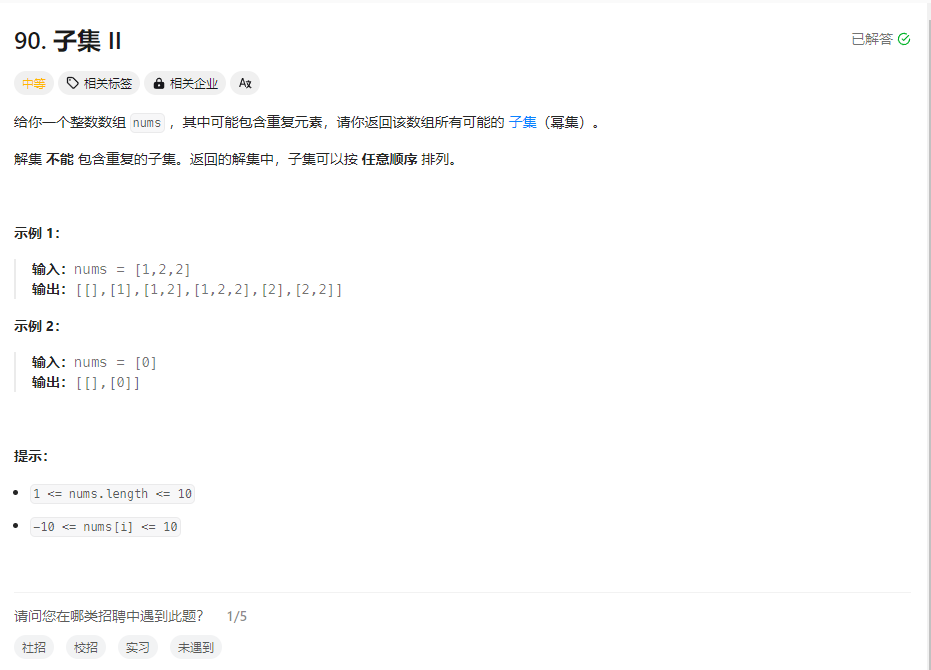 90. 子集 II
已解答
中等 相关标签 相关企业 Aあ
给你一个整数数组 nums ，其中可能包含重复元素，请你返回该数组所有可能的 子集（幂集）。
解集 不能 包含重复的子集。返回的解集中，子集可以按 任意顺序 排列。
示例 1：
输入：nums = [1,2,2]
输出：[[],[1],[1,2],[1,2,2],[2],[2,2]]
示例 2：
输入：nums = [0]
输出：[[],[0]]
提示：
1 <= nums.length <= 10
-10 <= nums[i] <= 10
请问您在哪类招聘中遇到此题？ 1/5
社招 校招 实习 未遇到